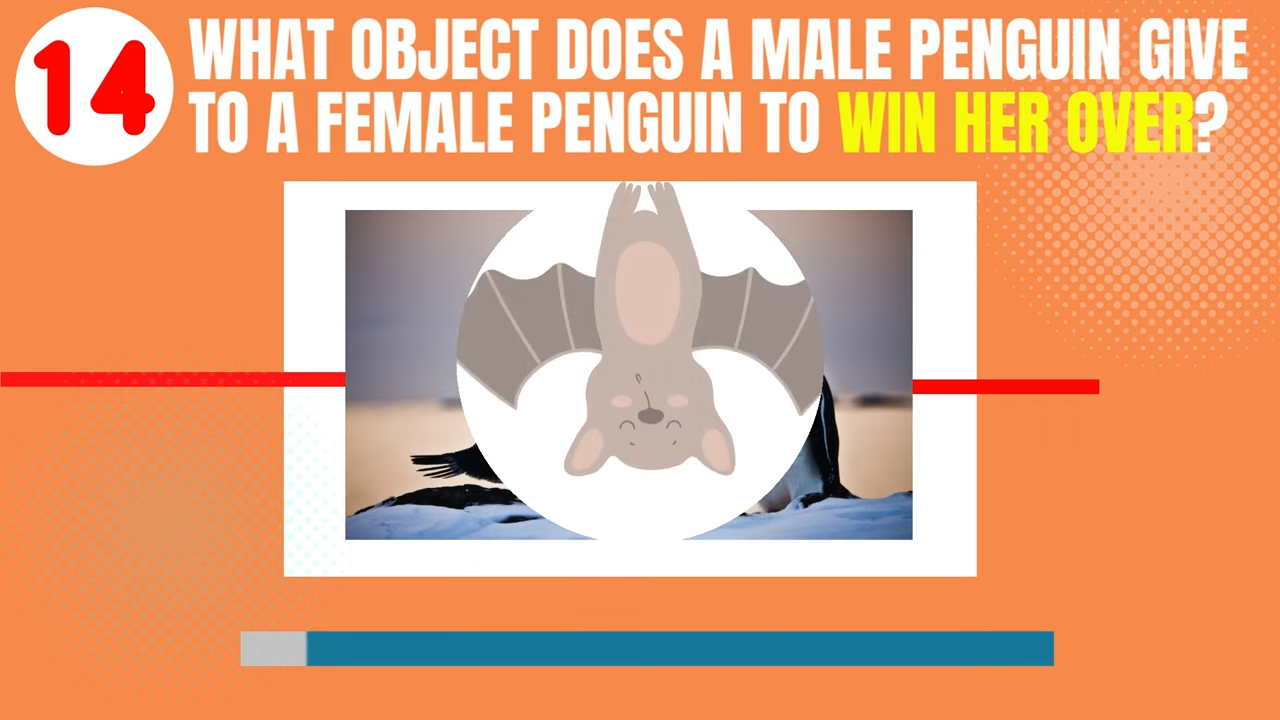 14
WHAT OBJECT DOES A MALE PENGUIN GIVE
TO A FEMALE PENGUIN TO WIN HER OVER?